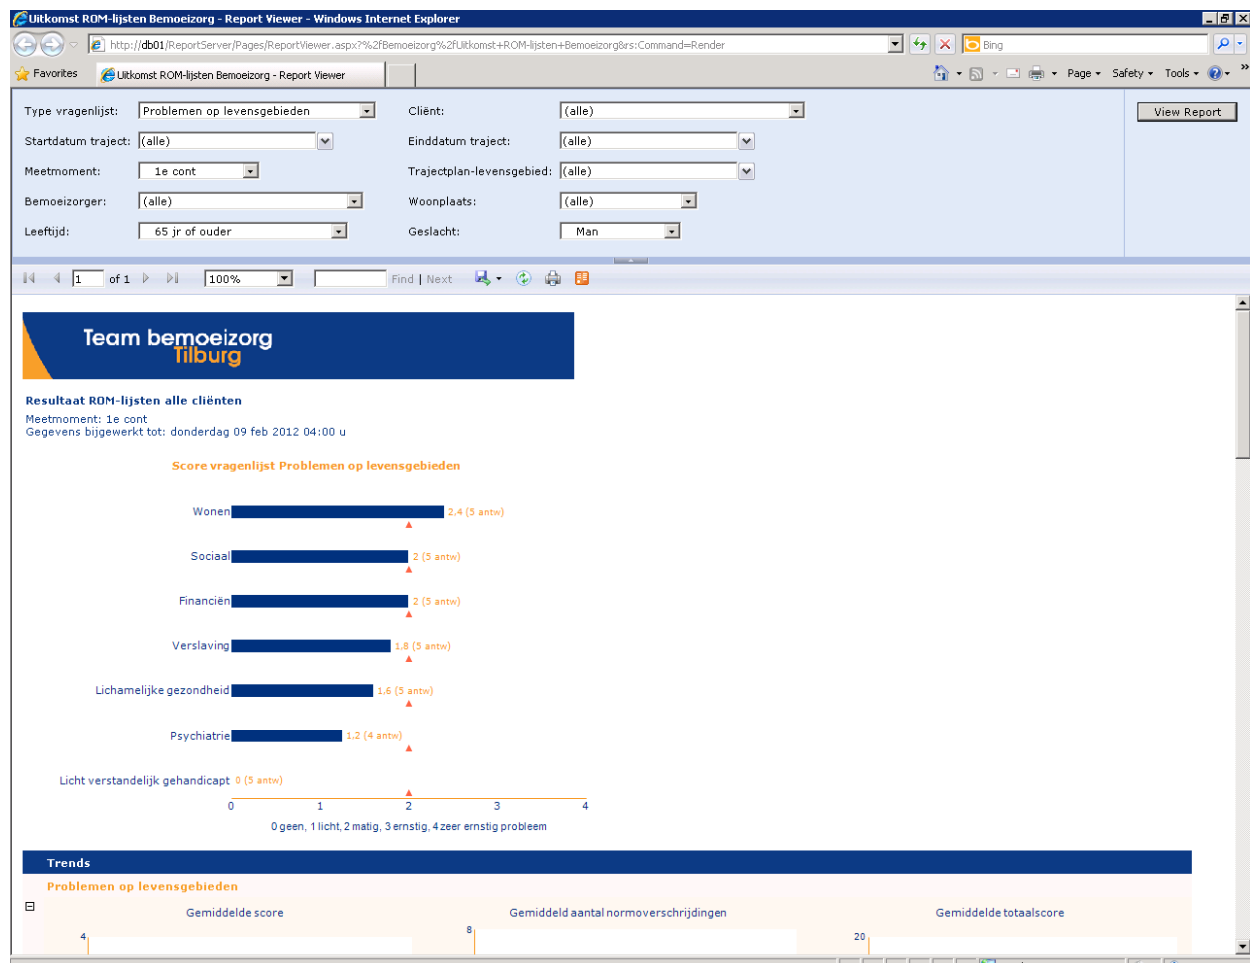 Uitkomst ROM-lijsten Bemoeizorg - Report Viewer - Windows Internet Explorer
http://db01/ReportServer/Pages/ReportViewer.aspx?%2fBemoeizorg%2fUitkomst+ROM-lijsten+Bemoeizorg&rs:Command=Render
Bing
Favorites Uitkomst ROM-lijsten Bemoeizorg - Report Viewer Page Safety Tools »
Type vragenlijst: Problemen op levensgebieden Cliënt: (alle) View Report
Startdatum traject: (alle) Einddatum traject: (alle)
Meetmoment: 1e cont Trajectplan-levensgebied: (alle)
Bemoeizorger: (alle) Woonplaats: (alle)
Leeftijd: 65 jr of ouder Geslacht: Man
1 of 1 100% Find | Next
Team bemoeizorg
Tilburg
Resultaat ROM-lijsten alle cliënten
Meetmoment: 1e cont
Gegevens bijgewerkt tot: donderdag 09 feb 2012 04:00 u
Score vragenlijst Problemen op levensgebieden
Wonen 2,4 (5 antw)
Sociaal 2 (5 antw)
Financiën 2 (5 antw)
Verslaving 1,8 (5 antw)
Lichamelijke gezondheid 1,6 (5 antw)
Psychiatrie 1,2 (4 antw)
Licht verstandelijk gehandicapt 0 (5 antw)
0 1 2 3 4
0 geen, 1 licht, 2 matig, 3 ernstig, 4 zeer ernstig probleem
Trends
Problemen op levensgebieden
Gemiddelde score Gemiddeld aantal normoverschrijdingen Gemiddelde totaalscore
4 8 20